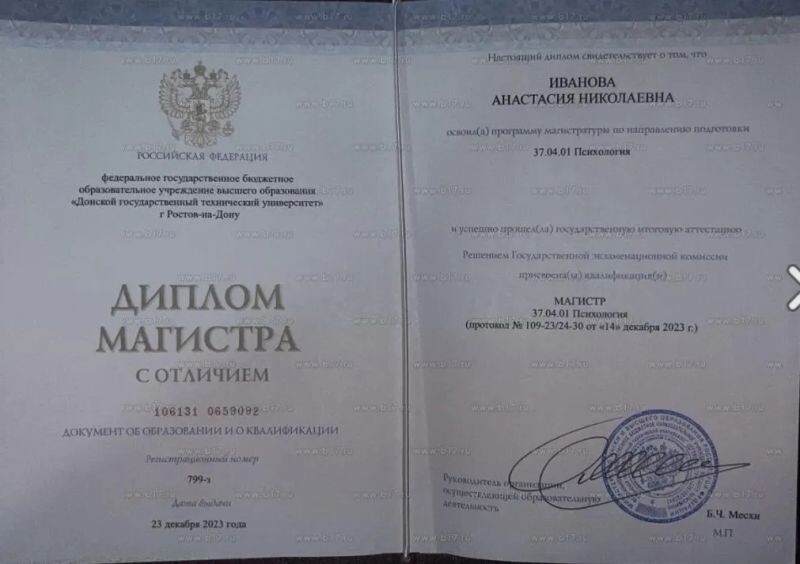 РОССИЙСКАЯ ФЕДЕРАЦИЯ
федеральное государственное бюджетное
образовательное учреждение высшего образования
«Донской государственный технический университет»
г Ростов-на-Дону
ДИПЛОМ
МАГИСТРА
С ОТЛИЧИЕМ
106131 0659092
ДОКУМЕНТ ОБ ОБРАЗОВАНИИ И О КВАЛИФИКАЦИИ
Регистрационный номер
799-з
Дата выдачи
23 декабря 2023 года
Настоящий диплом свидетельствует о том, что
ИВАНОВА
АНАСТАСИЯ НИКОЛАЕВНА
освоил(а) программу магистратуры по направлению подготовки
37.04.01 Психология
и успешно прошел(ла) государственную итоговую аттестацию
Решением Государственной экзаменационной комиссии
присвоена(ы) квалификация(и)
МАГИСТР
37.04.01 Психология
(протокол № 109-23/24-30 от «14» декабря 2023 г.)
Руководитель организации,
осуществляющей образовательную
деятельность
Б.Ч. Месхи
М.П.
www.b17.ru